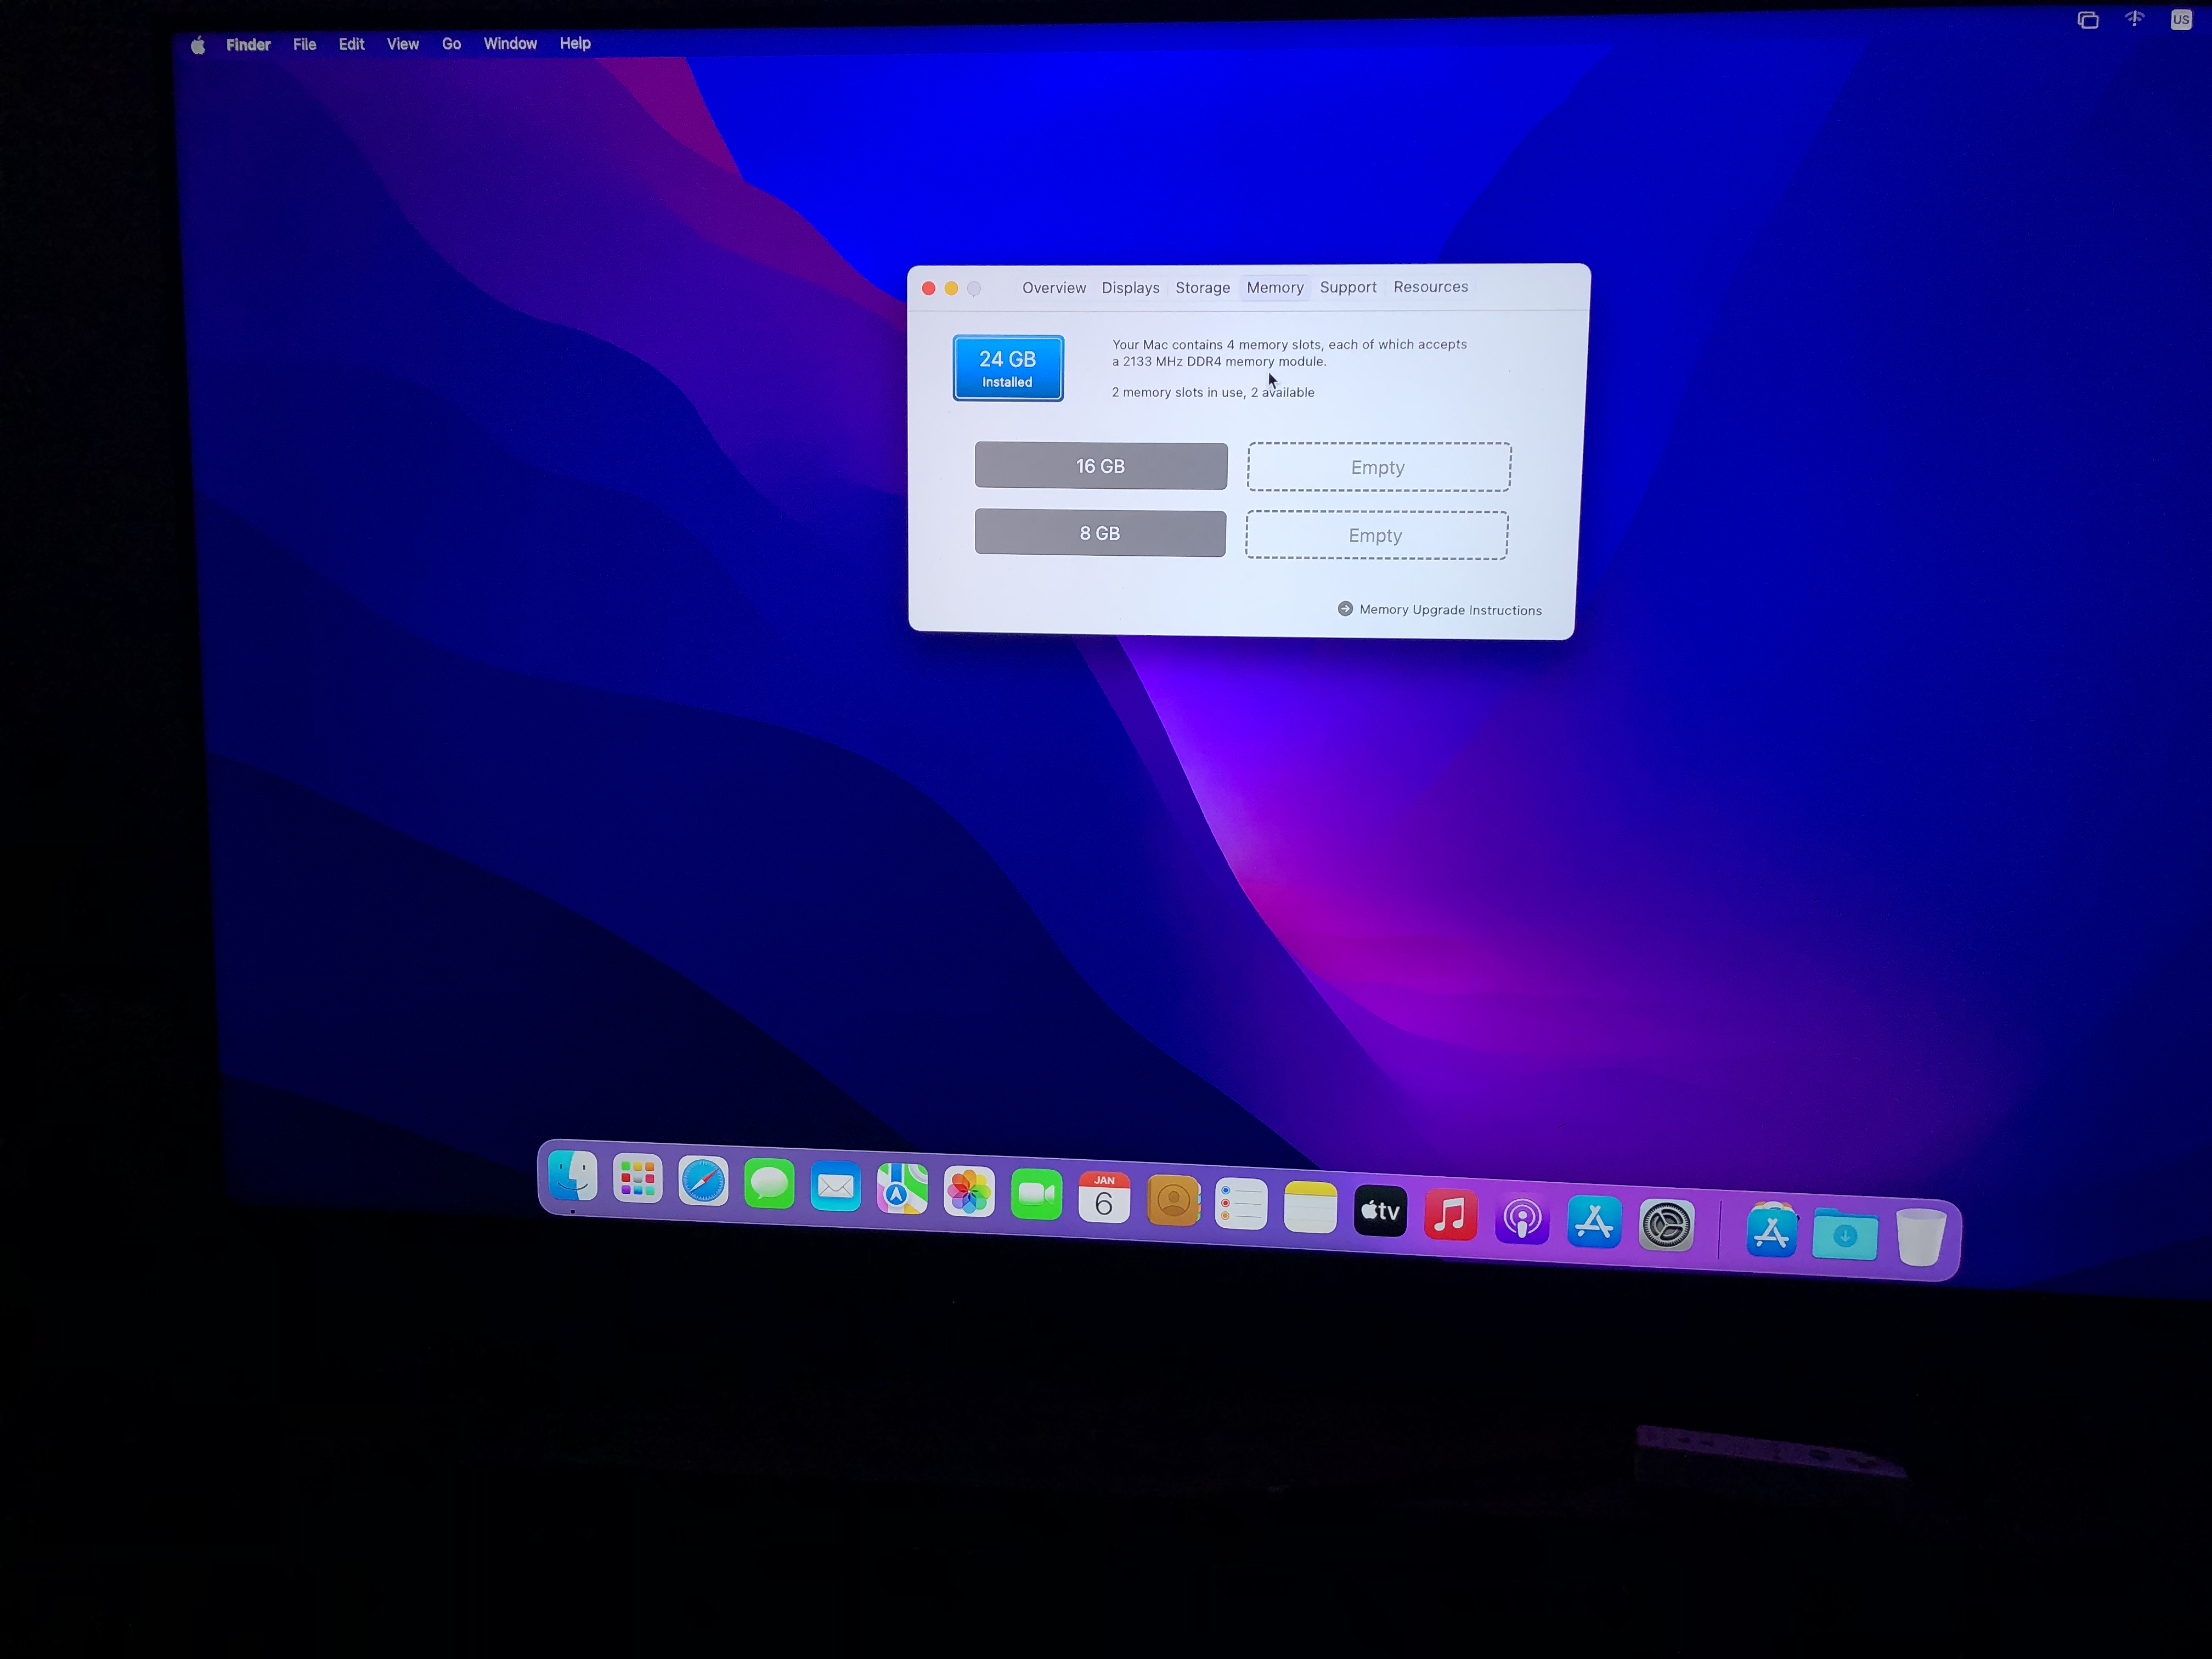 Finder File Edit View Go Window Help
US
Overview Displays Storage Memory Support Resources
24 GB
Installed
Your Mac contains 4 memory slots, each of which accepts
a 2133 MHz DDR4 memory module.
2 memory slots in use, 2 available
16 GB
Empty
8 GB
Empty
Memory Upgrade Instructions
JAN
6
tv